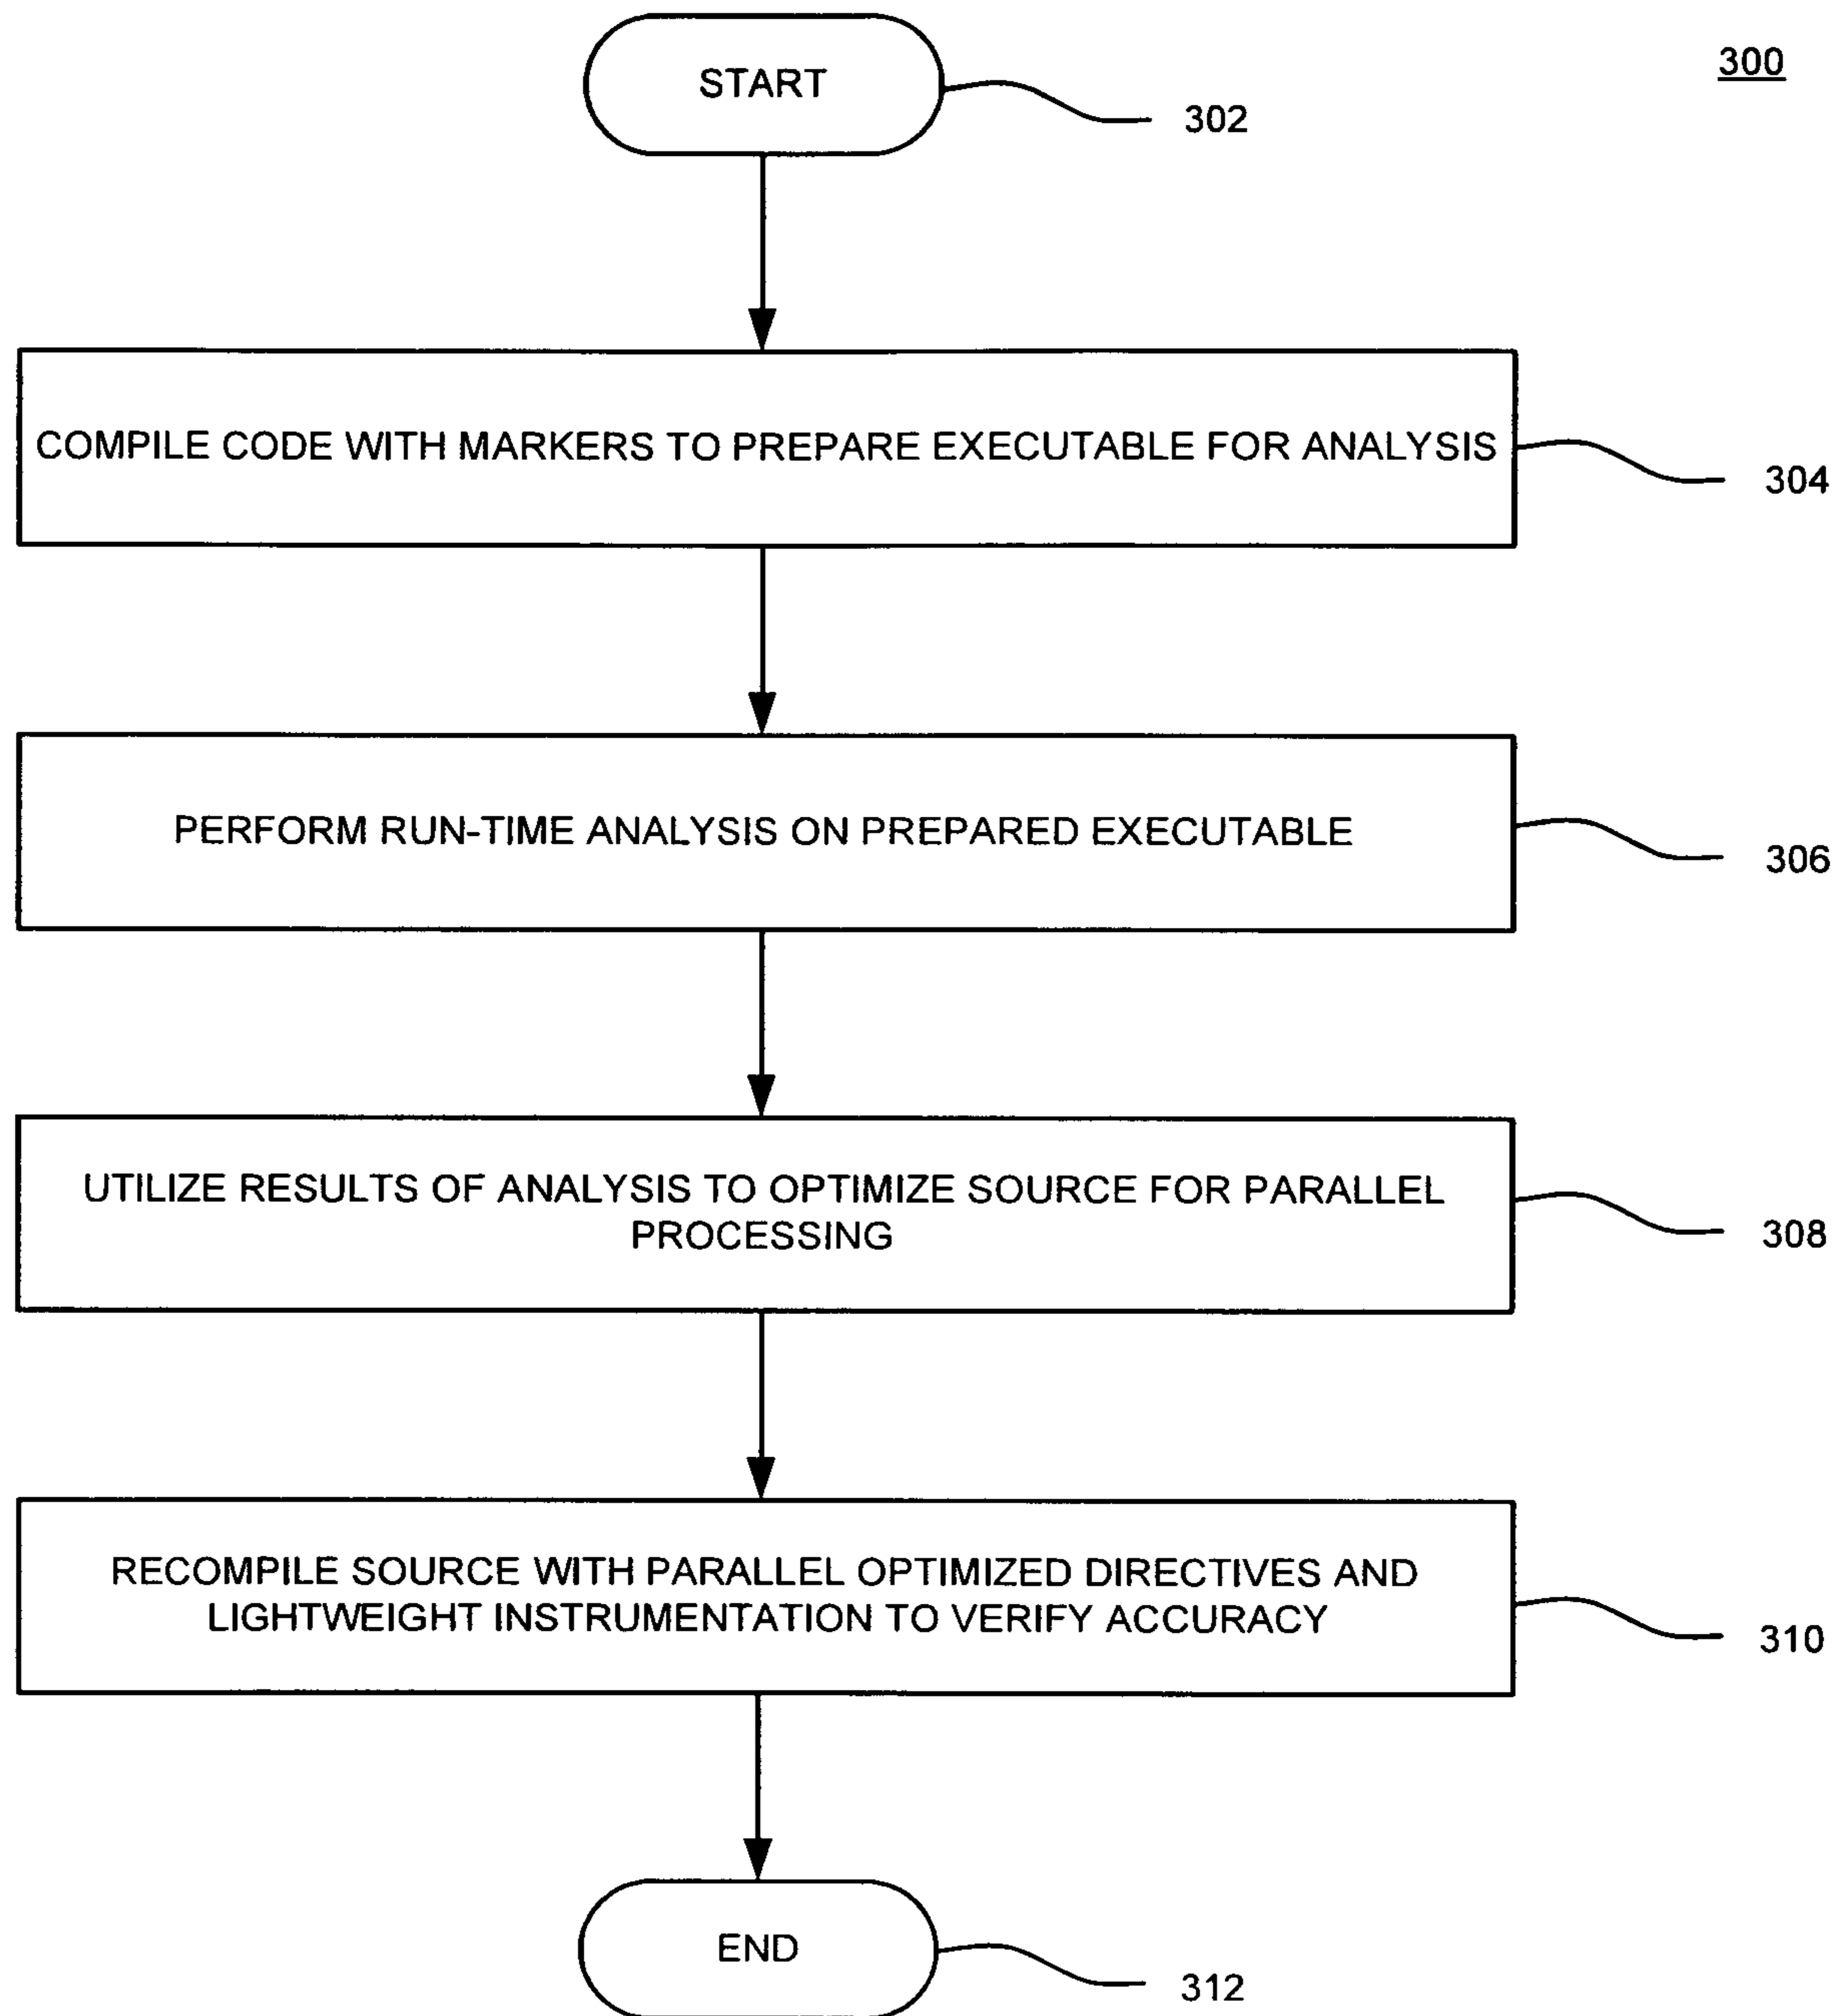 300
START
302
COMPILE CODE WITH MARKERS TO PREPARE EXECUTABLE FOR ANALYSIS
304
PERFORM RUN-TIME ANALYSIS ON PREPARED EXECUTABLE
306
UTILIZE RESULTS OF ANALYSIS TO OPTIMIZE SOURCE FOR PARALLEL
PROCESSING
308
RECOMPILE SOURCE WITH PARALLEL OPTIMIZED DIRECTIVES AND
LIGHTWEIGHT INSTRUMENTATION TO VERIFY ACCURACY
310
END
312